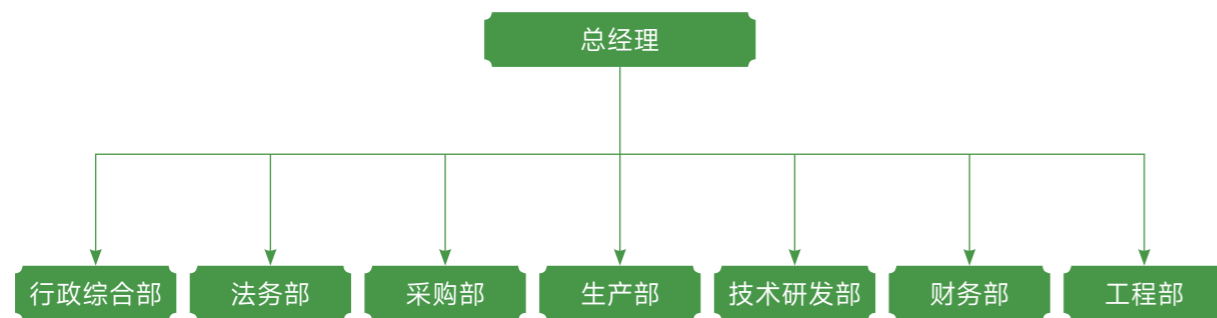 总经理
行政综合部
法务部
采购部
生产部
技术研发部
财务部
工程部